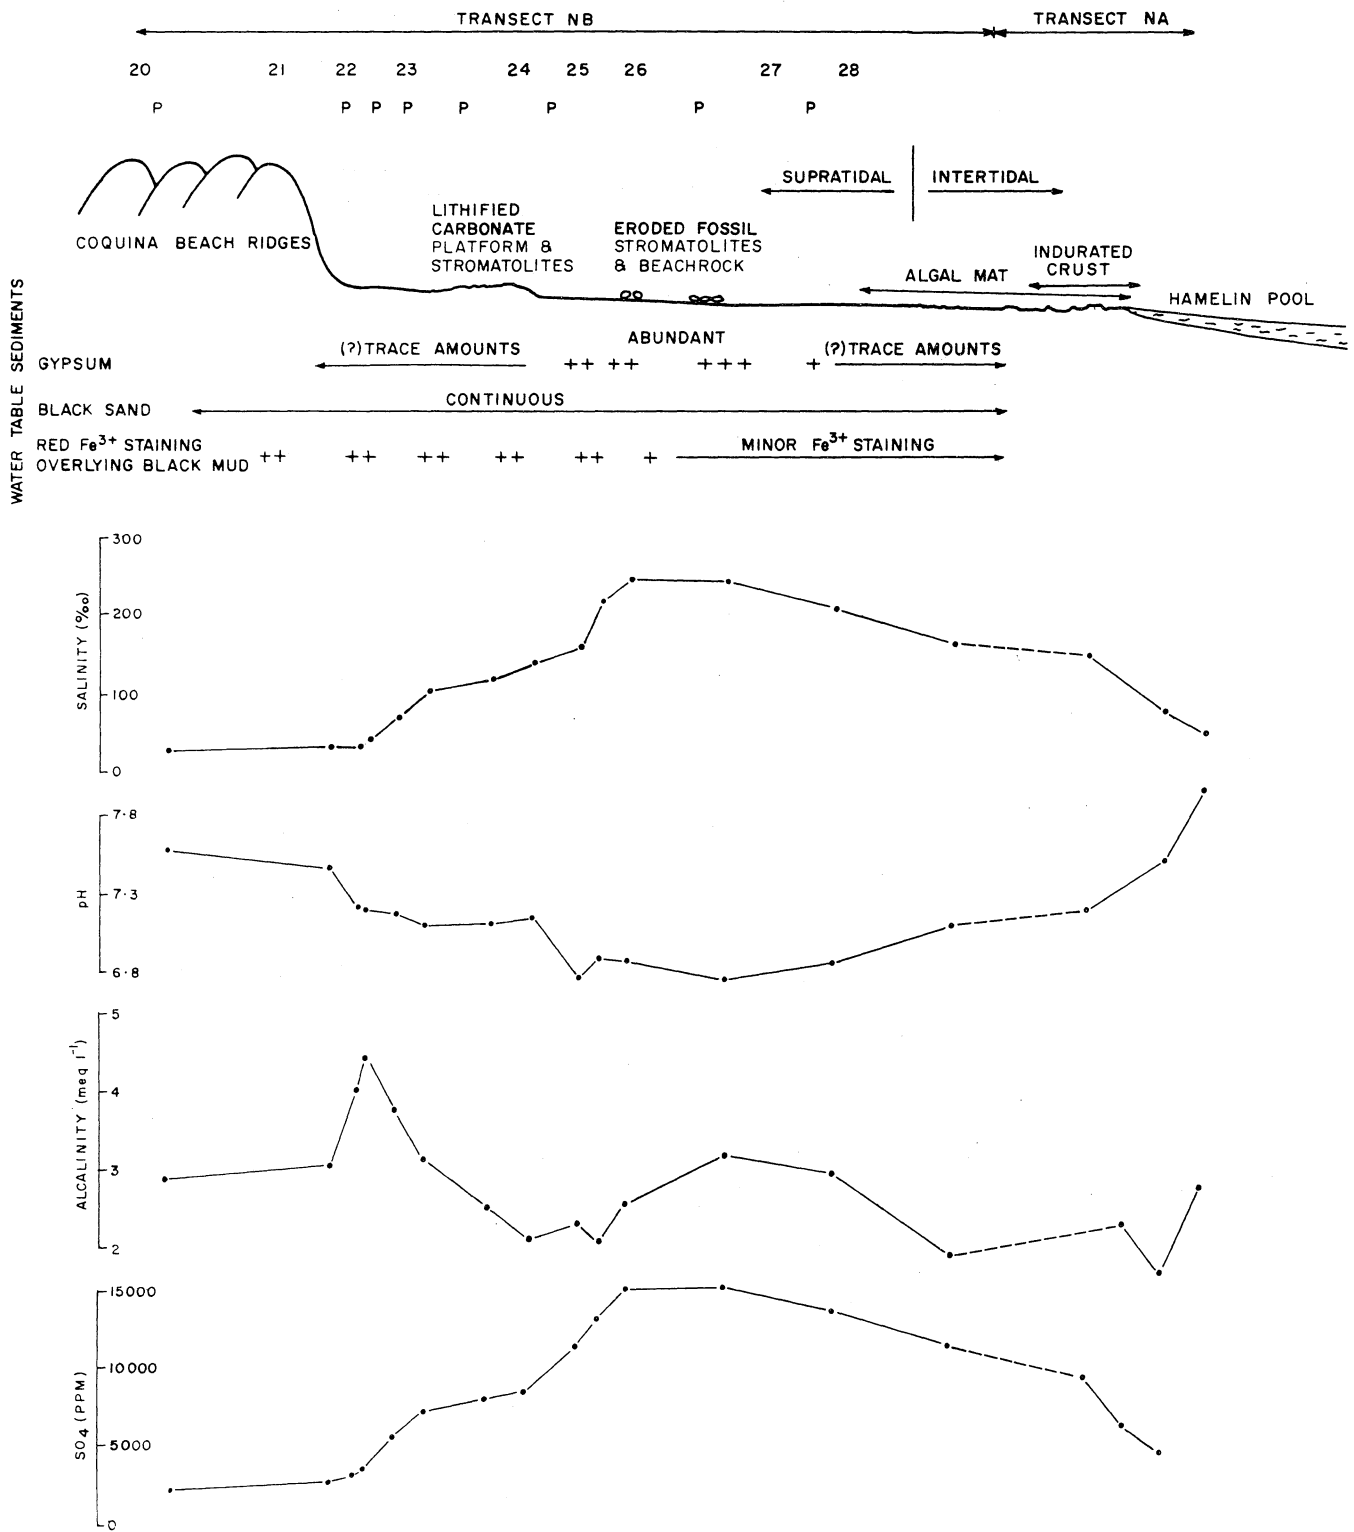 TRANSECT NB TRANSECT NA
20 21 22 23 24 25 26 27 28
P P P P P P P P
SUPRATIDAL INTERTIDAL
LITHIFIED
CARBONATE
PLATFORM &
STROMATOLITES
ERODED FOSSIL
STROMATOLITES
& BEACHROCK
COQUINA BEACH RIDGES
INDURATED
CRUST
ALGAL MAT
HAMELIN POOL
WATER TABLE SEDIMENTS
ABUNDANT
(?)TRACE AMOUNTS (?)TRACE AMOUNTS
GYPSUM ++ ++ +++ +
CONTINUOUS
BLACK SAND
RED Fe³⁺ STAINING
OVERLYING BLACK MUD ++ ++ ++ ++ ++ +
MINOR Fe³⁺ STAINING
SALINITY (‰)
300
200
100
0
pH
7·8
7·3
6·8
ALCALINITY (meq l⁻¹)
5
4
3
2
SO₄ (PPM)
15000
10000
5000
0